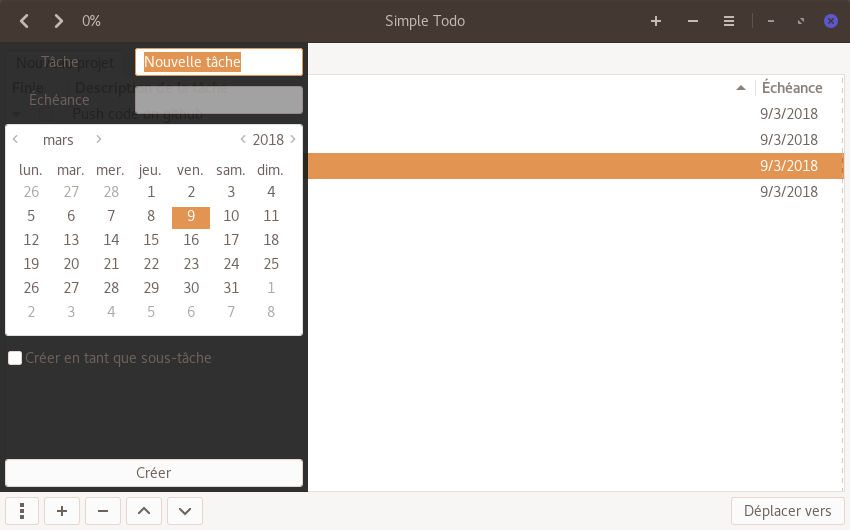 0%
Simple Todo
Nouveau projet
Tâche
Nouvelle tâche
Finie
Description de la tâche
Échéance
Échéance
Push code on github
9/3/2018
mars
2018
9/3/2018
lun. mar. mer. jeu. ven. sam. dim.
9/3/2018
26 27 28 1 2 3 4
9/3/2018
5 6 7 8 9 10 11
12 13 14 15 16 17 18
19 20 21 22 23 24 25
26 27 28 29 30 31 1
2 3 4 5 6 7 8
Créer en tant que sous-tâche
Créer
Déplacer vers